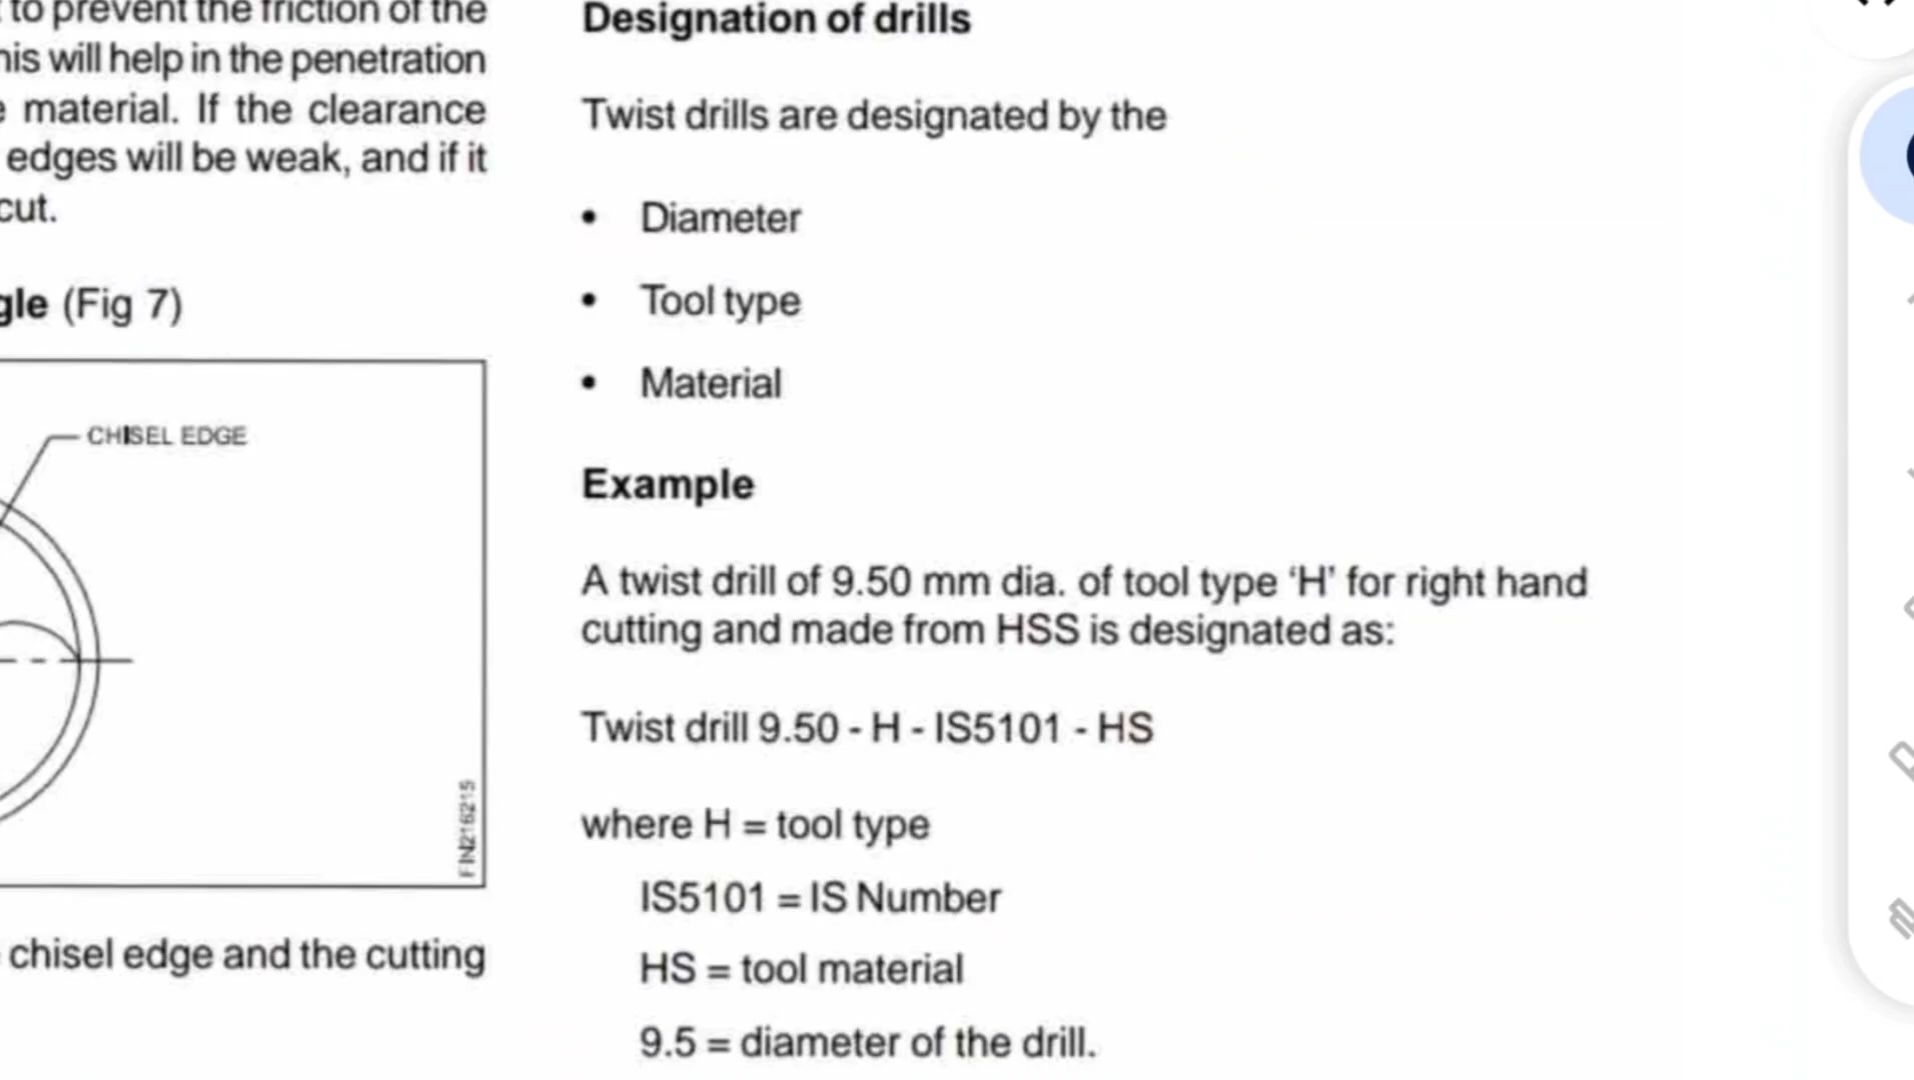 to prevent the friction of the
will help in the penetration
material. If the clearance
edges will be weak, and if it
cut.
(Fig 7)
CHISEL EDGE
FIN216215
chisel edge and the cutting
Designation of drills
Twist drills are designated by the
• Diameter
• Tool type
• Material
Example
A twist drill of 9.50 mm dia. of tool type ‘H’ for right hand
cutting and made from HSS is designated as:
Twist drill 9.50 - H - IS5101 - HS
where H = tool type
IS5101 = IS Number
HS = tool material
9.5 = diameter of the drill.